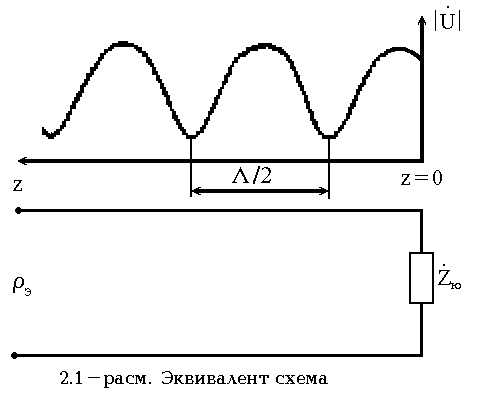 |U̇|
Λ/2
z
z = 0
ρэ
Żю
2.1－расм. Эквивалент схема